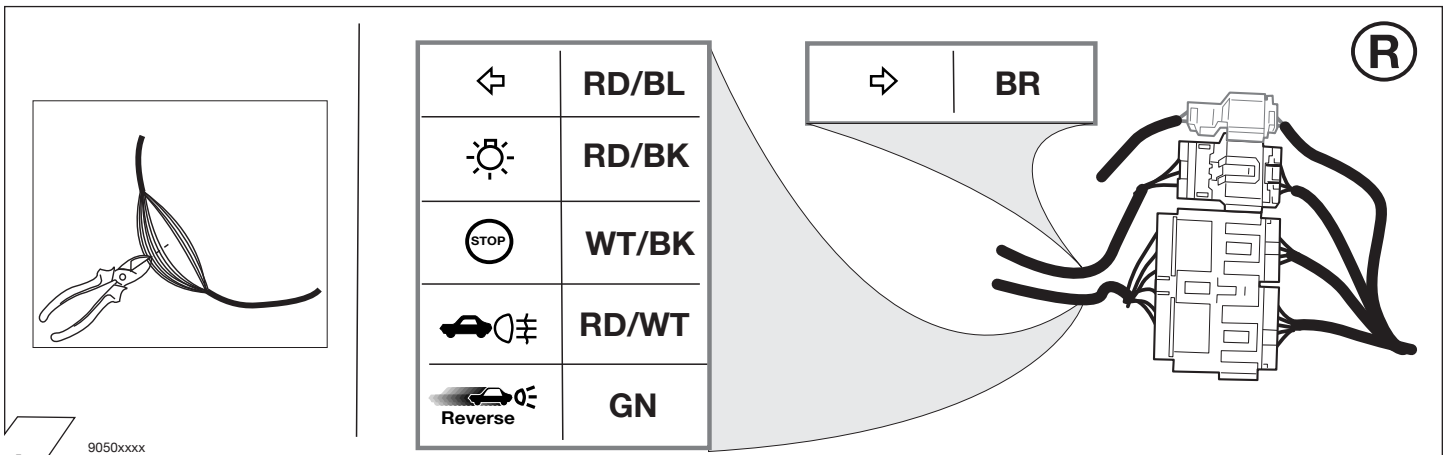 RD/BL
BR
R
RD/BK
STOP
WT/BK
RD/WT
Reverse
GN
9050xxxx